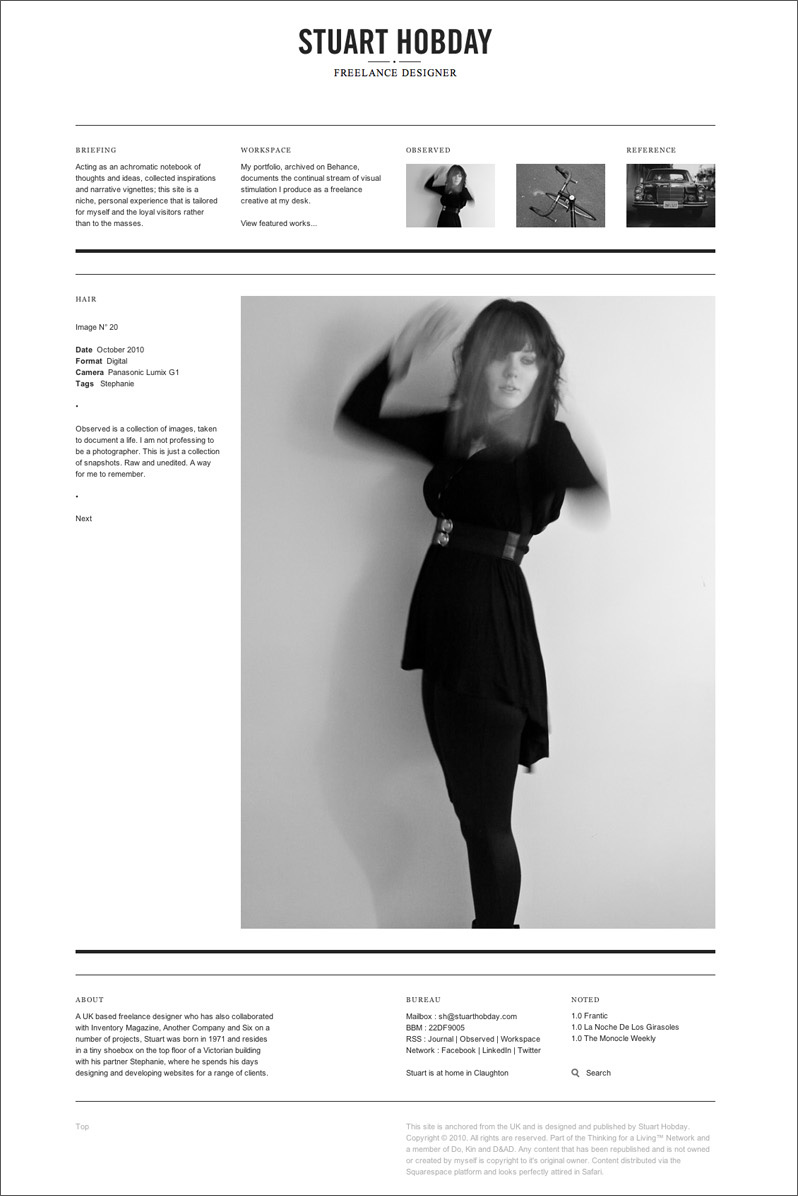 STUART HOBDAY
FREELANCE DESIGNER
BRIEFING
Acting as an achromatic notebook of
thoughts and ideas, collected inspirations
and narrative vignettes; this site is a
niche, personal experience that is tailored
for myself and the loyal visitors rather
than to the masses.
WORKSPACE
My portfolio, archived on Behance,
documents the continual stream of visual
stimulation I produce as a freelance
creative at my desk.
View featured works...
OBSERVED
REFERENCE
HAIR
Image N° 20
Date October 2010
Format Digital
Camera Panasonic Lumix G1
Tags Stephanie
•
Observed is a collection of images, taken
to document a life. I am not professing to
be a photographer. This is just a collection
of snapshots. Raw and unedited. A way
for me to remember.
•
Next
ABOUT
A UK based freelance designer who has also collaborated
with Inventory Magazine, Another Company and Six on a
number of projects, Stuart was born in 1971 and resides
in a tiny shoebox on the top floor of a Victorian building
with his partner Stephanie, where he spends his days
designing and developing websites for a range of clients.
BUREAU
Mailbox : sh@stuarthobday.com
BBM : 22DF9005
RSS : Journal | Observed | Workspace
Network : Facebook | LinkedIn | Twitter
Stuart is at home in Claughton
NOTED
1.0 Frantic
1.0 La Noche De Los Girasoles
1.0 The Monocle Weekly
Search
Top
This site is anchored from the UK and is designed and published by Stuart Hobday.
Copyright © 2010. All rights are reserved. Part of the Thinking for a Living™ Network and
a member of Do, Kin and D&AD. Any content that has been republished and is not owned
or created by myself is copyright to it's original owner. Content distributed via the
Squarespace platform and looks perfectly attired in Safari.